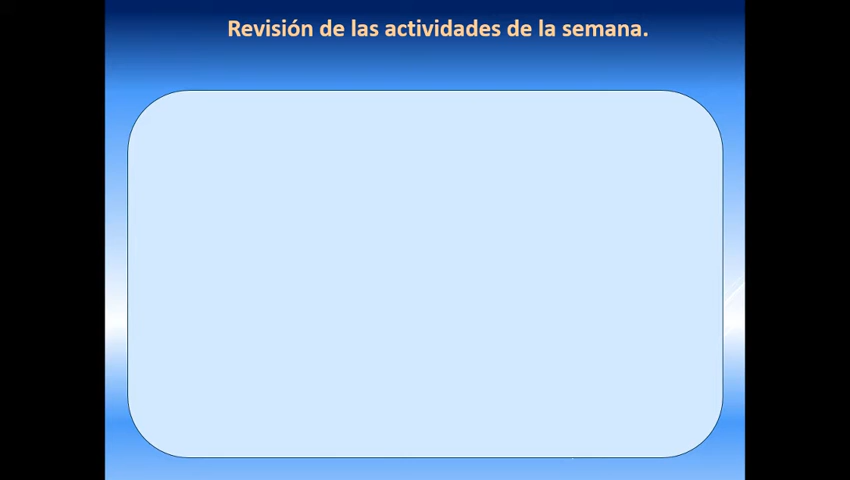 Revisión de las actividades de la semana.